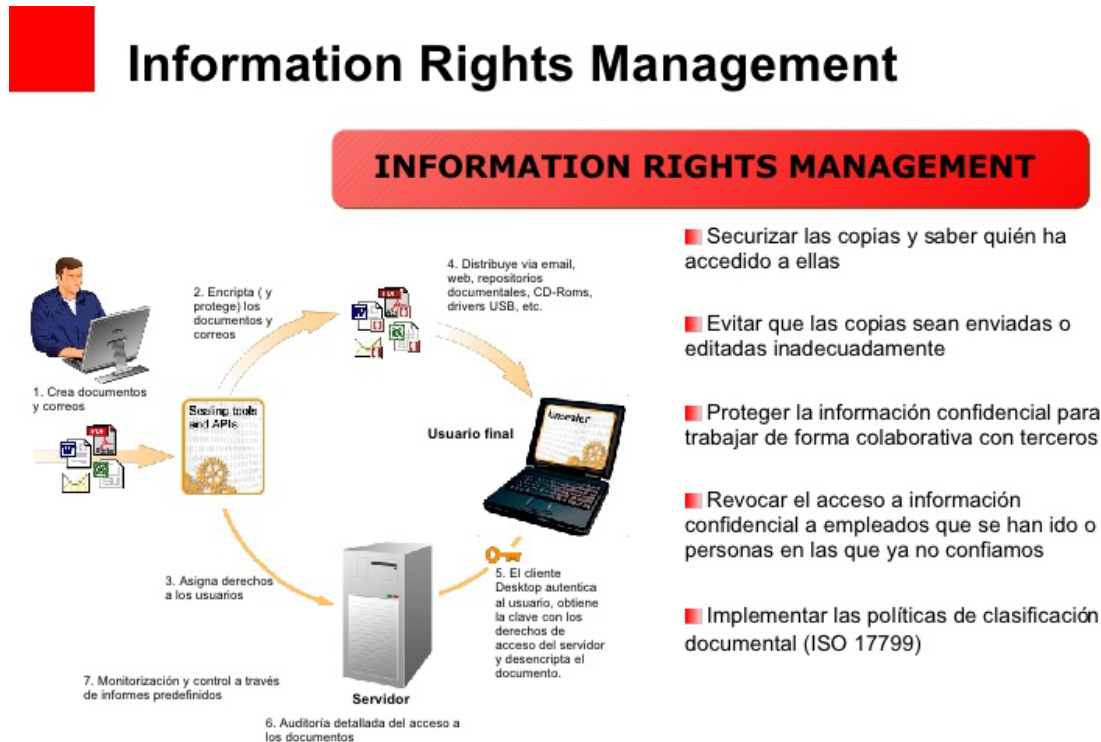 Information Rights Management
INFORMATION RIGHTS MANAGEMENT
1. Crea documentos
y correos
Sealing tools
and APIs
2. Encripta ( y
protege) los
documentos y
correos
3. Asigna derechos
a los usuarios
4. Distribuye via email,
web, repositorios
documentales, CD-Roms,
drivers USB, etc.
Usuario final
Unsealer
5. El cliente
Desktop autentica
al usuario, obtiene
la clave con los
derechos de
acceso del servidor
y desencripta el
documento.
Servidor
6. Auditoría detallada del acceso a
los documentos
7. Monitorización y control a través
de informes predefinidos
Securizar las copias y saber quién ha
accedido a ellas
Evitar que las copias sean enviadas o
editadas inadecuadamente
Proteger la información confidencial para
trabajar de forma colaborativa con terceros
Revocar el acceso a información
confidencial a empleados que se han ido o
personas en las que ya no confiamos
Implementar las políticas de clasificación
documental (ISO 17799)